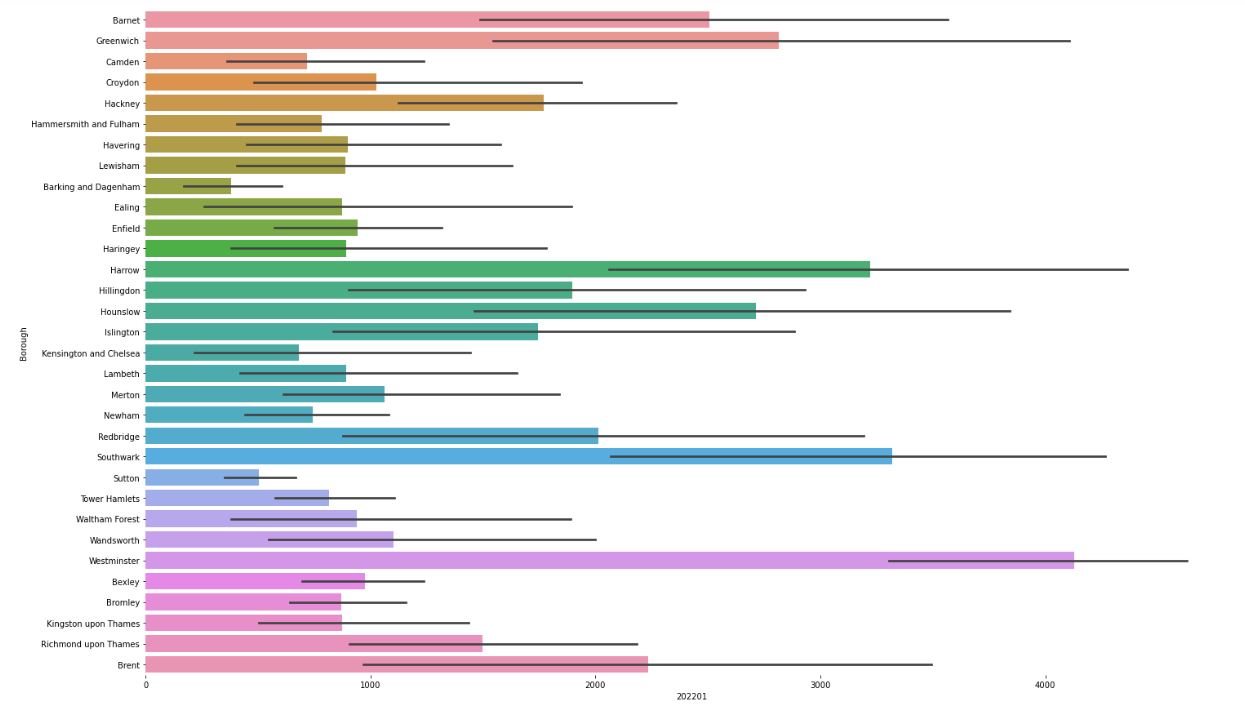 Barnet
Greenwich
Camden
Croydon
Hackney
Hammersmith and Fulham
Havering
Lewisham
Barking and Dagenham
Ealing
Enfield
Haringey
Harrow
Hillingdon
Hounslow
Islington
Kensington and Chelsea
Lambeth
Merton
Newham
Redbridge
Southwark
Sutton
Tower Hamlets
Waltham Forest
Wandsworth
Westminster
Bexley
Bromley
Kingston upon Thames
Richmond upon Thames
Brent
Borough
0 1000 2000 3000 4000
202201